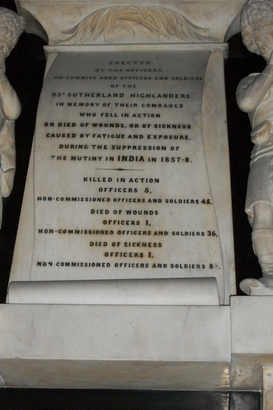 ERECTED
BY THE OFFICERS
NON-COMMISSIONED OFFICERS AND SOLDIERS
OF THE
93RD SUTHERLAND HIGHLANDERS
IN MEMORY OF THEIR COMRADES
WHO FELL IN ACTION
OR DIED OF WOUNDS, OR OF SICKNESS
CAUSED BY FATIGUE AND EXPOSURE,
DURING THE SUPPRESSION OF
THE MUTINY IN INDIA IN 1857-8.
KILLED IN ACTION
OFFICERS 5,
NON-COMMISSIONED OFFICERS AND SOLDIERS
DIED OF WOUNDS
OFFICERS 1,
NON-COMMISSIONED OFFICERS AND SOLDIERS 36,
DIED OF SICKNESS
OFFICERS 1,
NON COMMISSIONED OFFICERS AND SOLDIERS